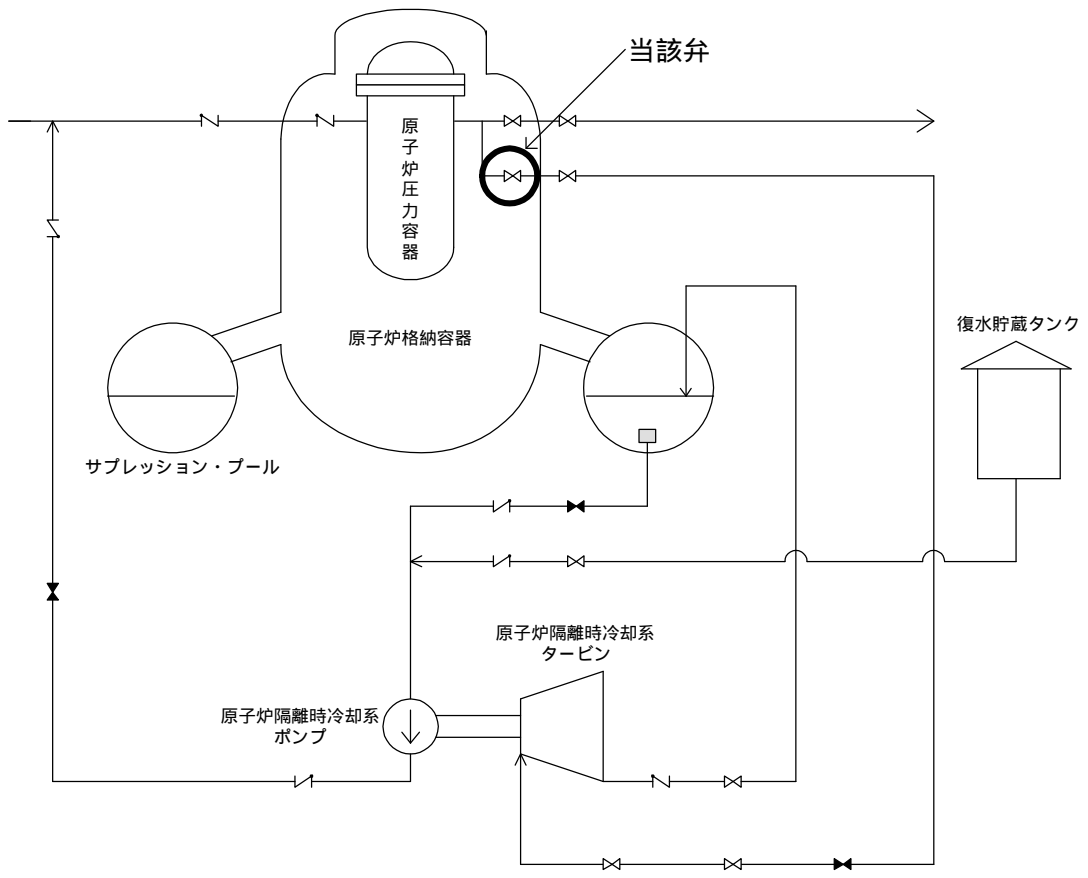 当該弁
原子炉圧力容器
復水貯蔵タンク
原子炉格納容器
サプレッション・プール
原子炉隔離時冷却系
タービン
原子炉隔離時冷却系
ポンプ